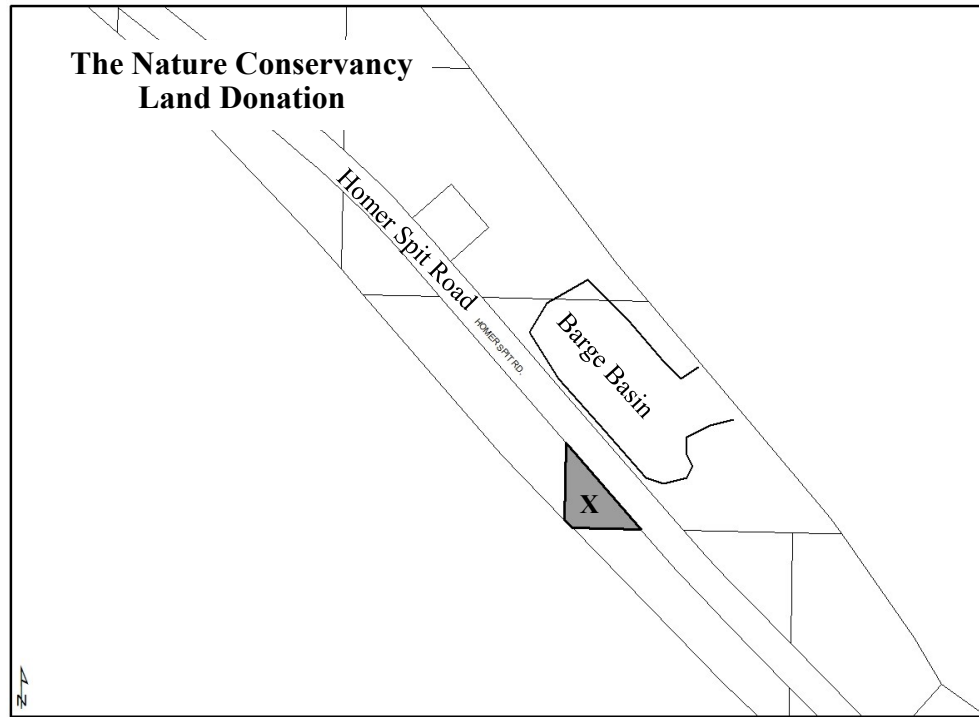 The Nature Conservancy
Land Donation
Homer Spit Road
HOMER SPIT RD.
Barge Basin
X
N